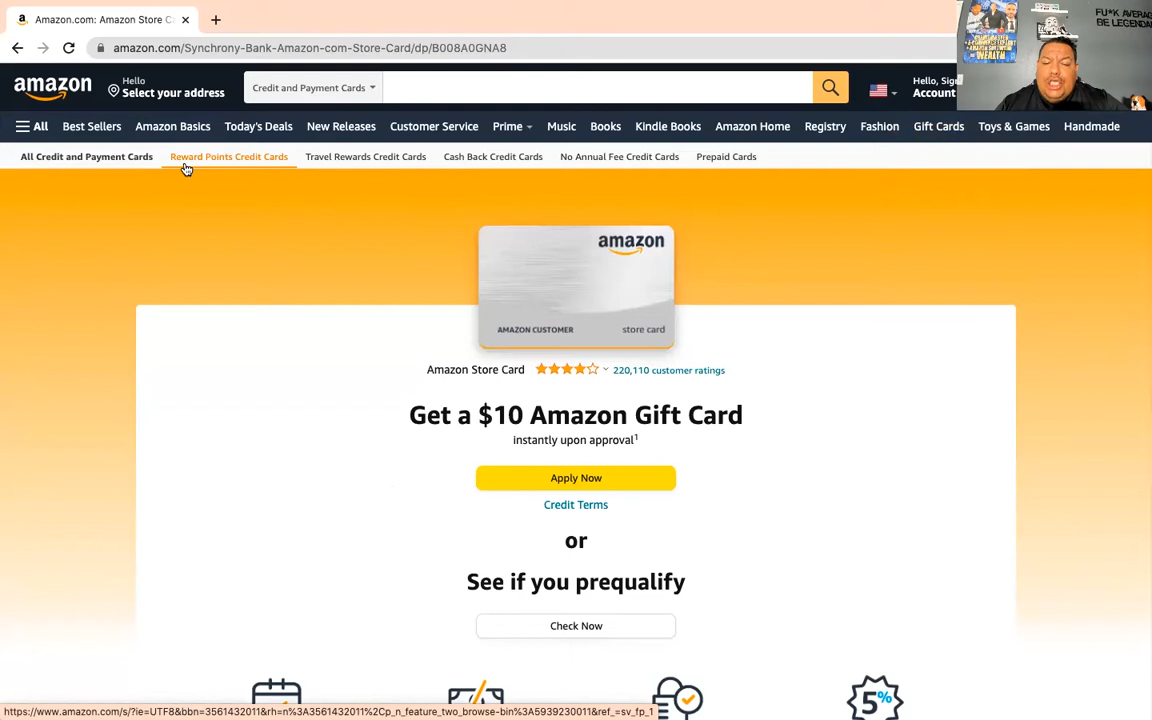 Amazon.com: Amazon Store C
amazon.com/Synchrony-Bank-Amazon-com-Store-Card/dp/B008A0GNA8
FU*K AVERAGE
BE LEGENDAR
WEALTH
amazon
Hello
Select your address
Credit and Payment Cards
Hello, Sig
Account
All
Best Sellers
Amazon Basics
Today's Deals
New Releases
Customer Service
Prime
Music
Books
Kindle Books
Amazon Home
Registry
Fashion
Gift Cards
Toys & Games
Handmade
All Credit and Payment Cards
Reward Points Credit Cards
Travel Rewards Credit Cards
Cash Back Credit Cards
No Annual Fee Credit Cards
Prepaid Cards
amazon
AMAZON CUSTOMER
store card
Amazon Store Card
220,110 customer ratings
Get a $10 Amazon Gift Card
instantly upon approval1
Apply Now
Credit Terms
or
See if you prequalify
Check Now
5%
https://www.amazon.com/s/?ie=UTF8&bbn=3561432011&rh=n%3A3561432011%2Cp_n_feature_two_browse-bin%3A5939230011&ref_=sv_fp_1